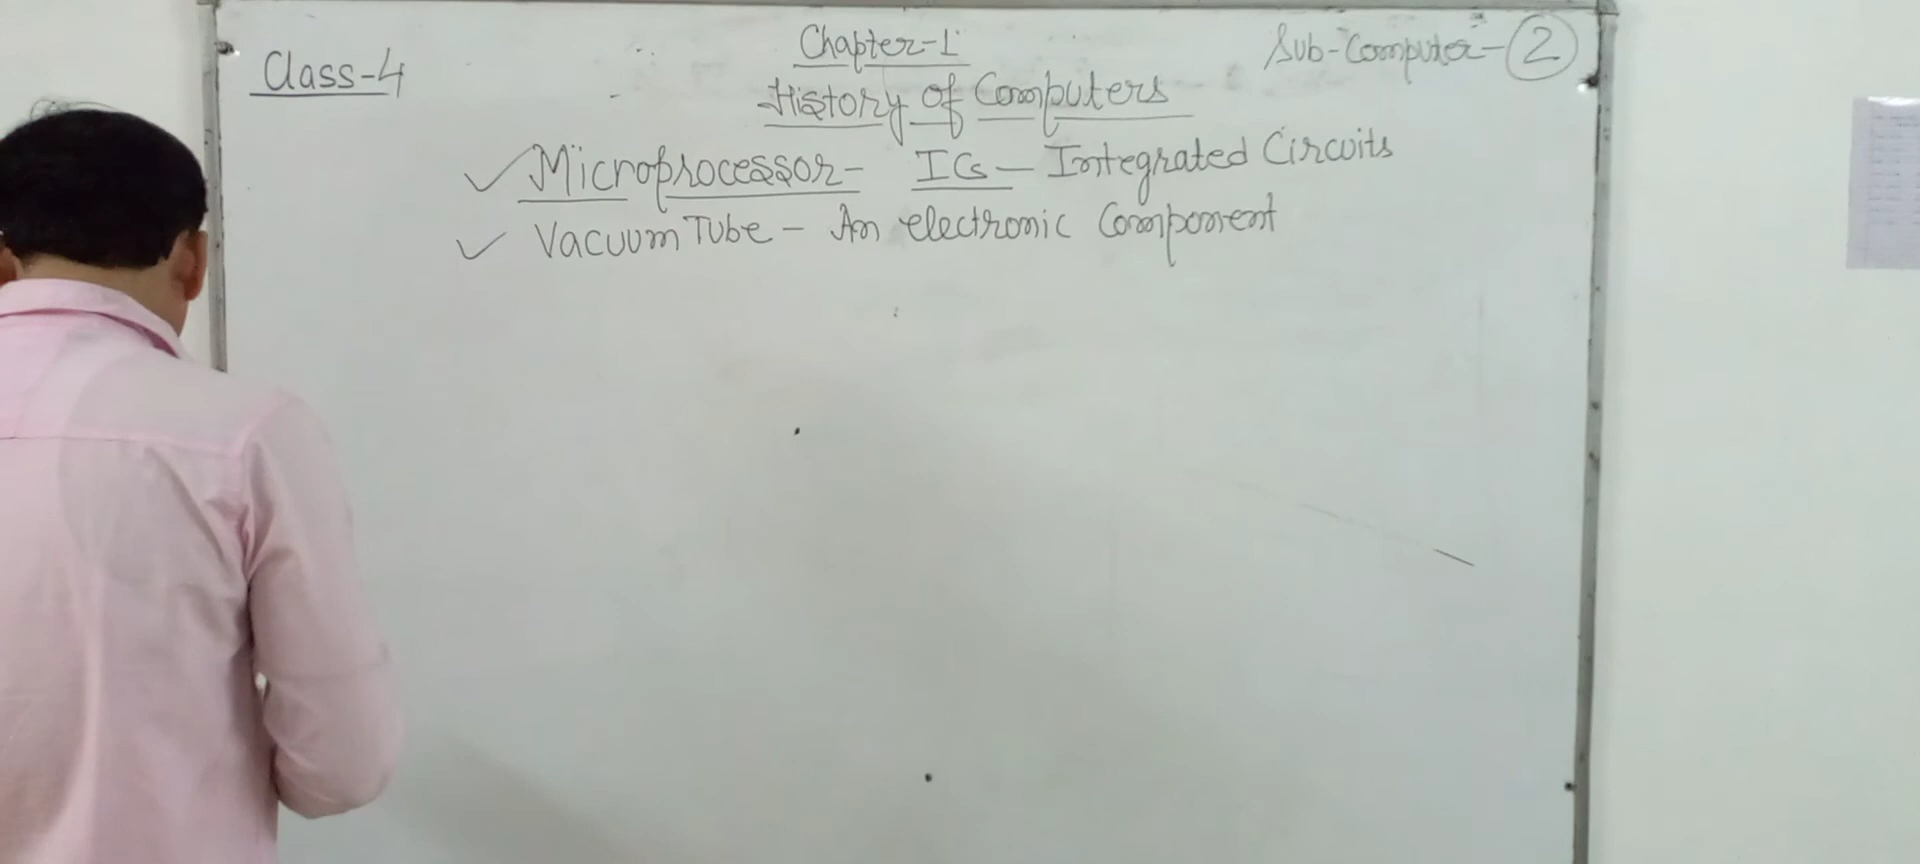 Class-4
Chapter-1
Sub-Computer-2
History of Computers
✓ Microprocessor- ICs- Integrated Circuits
✓ Vacuum Tube - An electronic Component